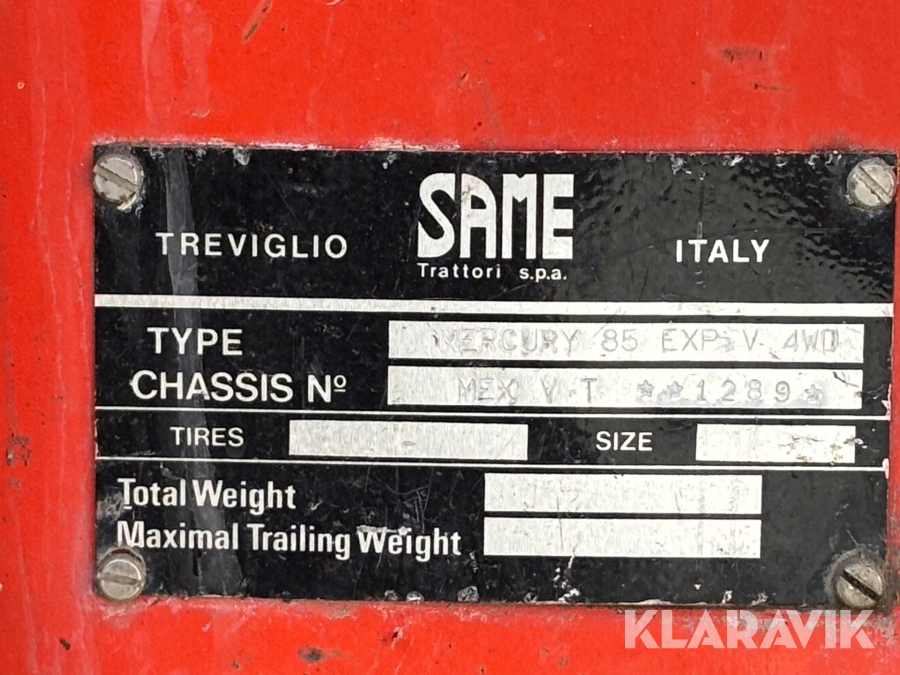 TREVIGLIO SAME ITALY
Trattori s.p.a.
TYPE MERCURY 85 EXP V 4WD
CHASSIS Nº MEX V T **1289*
TIRES SIZE
Total Weight
Maximal Trailing Weight
KLARAVIK